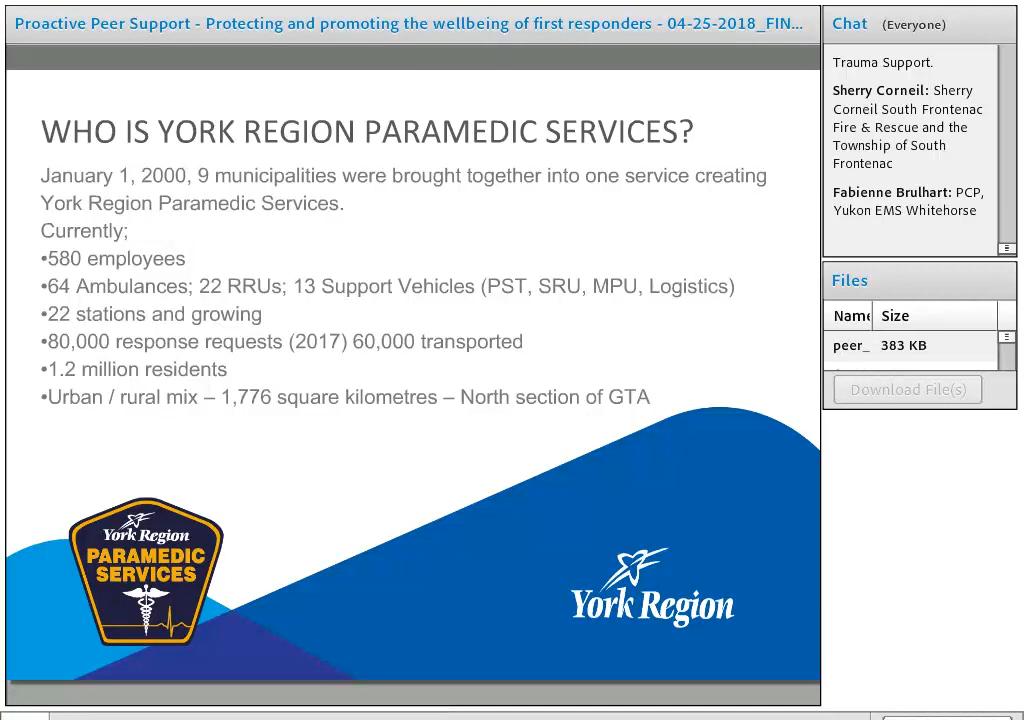 Proactive Peer Support - Protecting and promoting the wellbeing of first responders - 04-25-2018_FIN...
WHO IS YORK REGION PARAMEDIC SERVICES?
January 1, 2000, 9 municipalities were brought together into one service creating
York Region Paramedic Services.
Currently;
•580 employees
•64 Ambulances; 22 RRUs; 13 Support Vehicles (PST, SRU, MPU, Logistics)
•22 stations and growing
•80,000 response requests (2017) 60,000 transported
•1.2 million residents
•Urban / rural mix – 1,776 square kilometres – North section of GTA
York Region
PARAMEDIC
SERVICES
York Region
Chat (Everyone)
Trauma Support.
Sherry Corneil: Sherry
Corneil South Frontenac
Fire & Rescue and the
Township of South
Frontenac
Fabienne Brulhart: PCP,
Yukon EMS Whitehorse
Files
Name Size
peer_ 383 KB
Download File(s)